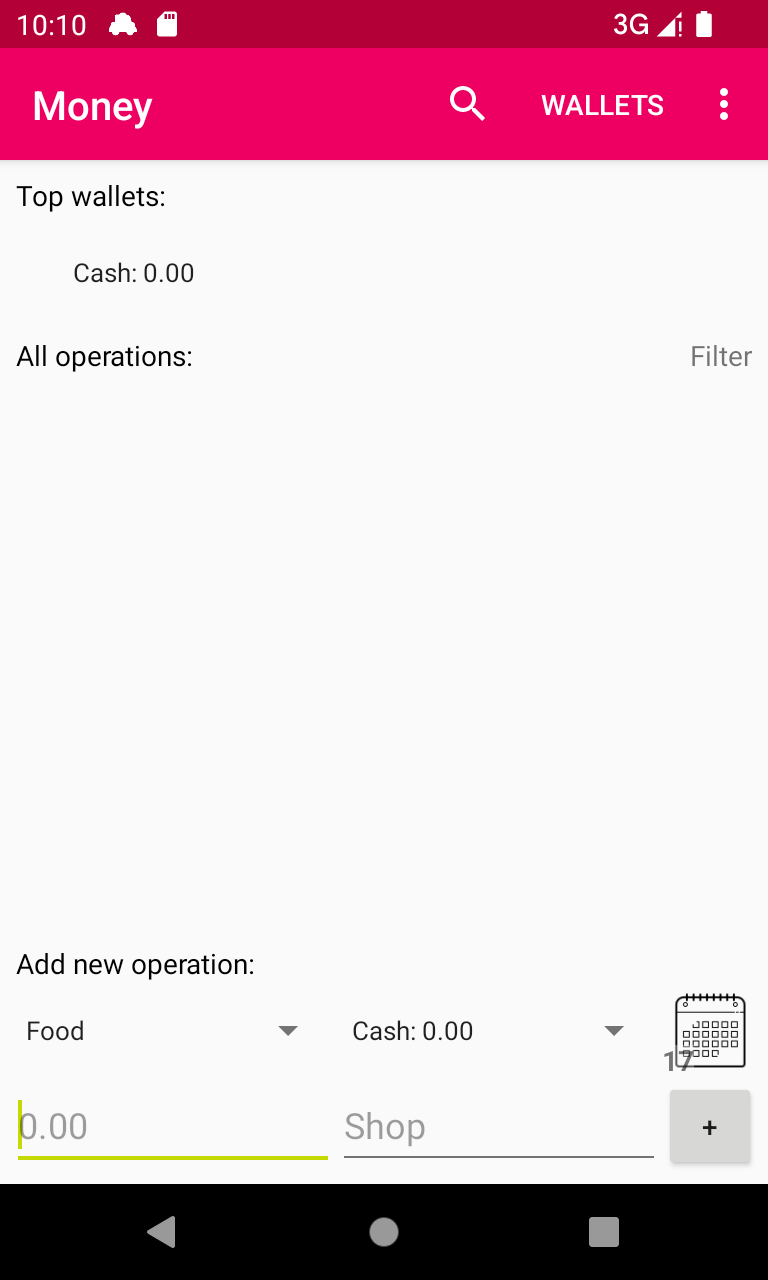 10:10 3G
Money WALLETS
Top wallets:
Cash: 0.00
All operations: Filter
Add new operation:
Food Cash: 0.00
17
0.00 Shop +